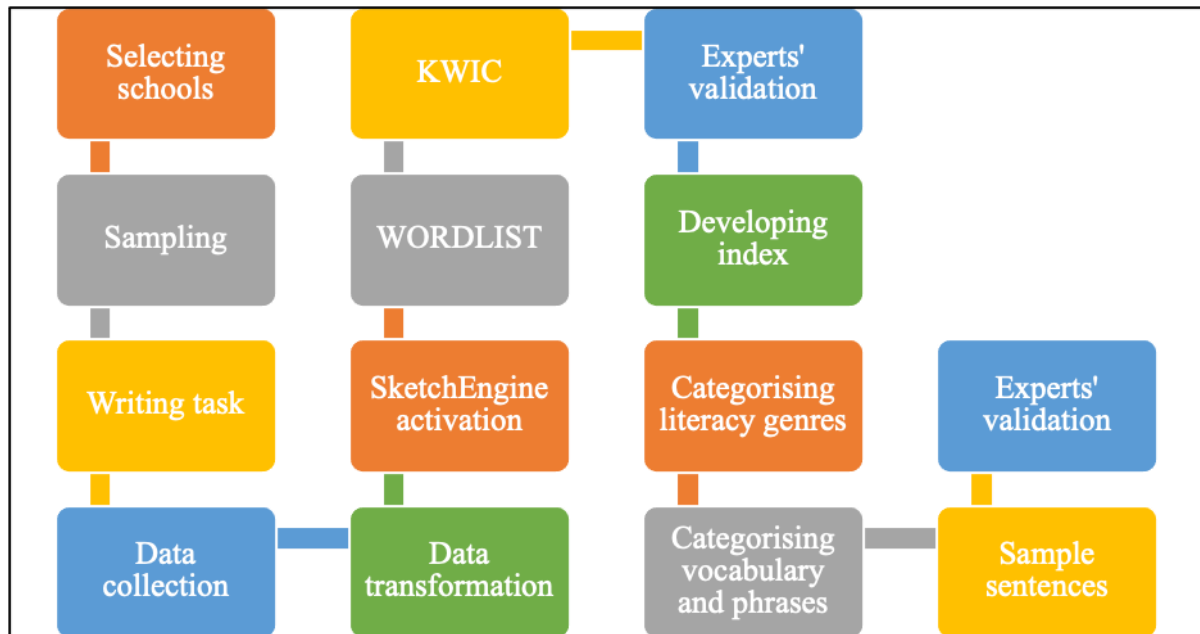 Selecting
schools
Sampling
Writing task
Data
collection
Data
transformation
SketchEngine
activation
WORDLIST
KWIC
Experts'
validation
Developing
index
Categorising
literacy genres
Categorising
vocabulary
and phrases
Sample
sentences
Experts'
validation